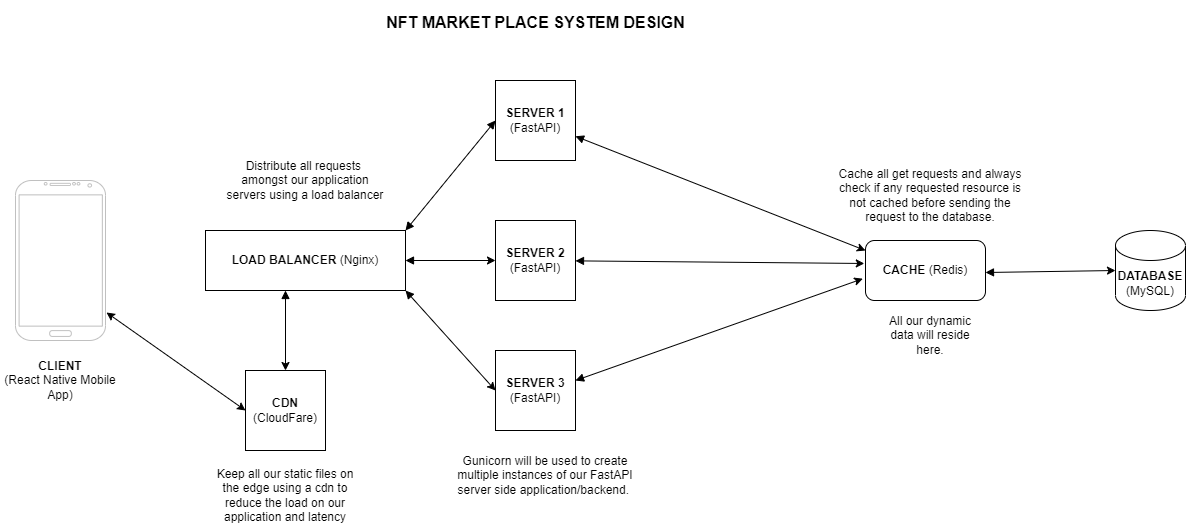 NFT MARKET PLACE SYSTEM DESIGN
SERVER 1
(FastAPI)
Distribute all requests
amongst our application
servers using a load balancer
Cache all get requests and always
check if any requested resource is
not cached before sending the
request to the database.
LOAD BALANCER (Nginx)
SERVER 2
(FastAPI)
CACHE (Redis)
DATABASE
(MySQL)
All our dynamic
data will reside
here.
CLIENT
(React Native Mobile
App)
CDN
(CloudFare)
SERVER 3
(FastAPI)
Keep all our static files on
the edge using a cdn to
reduce the load on our
application and latency
Gunicorn will be used to create
multiple instances of our FastAPI
server side application/backend.